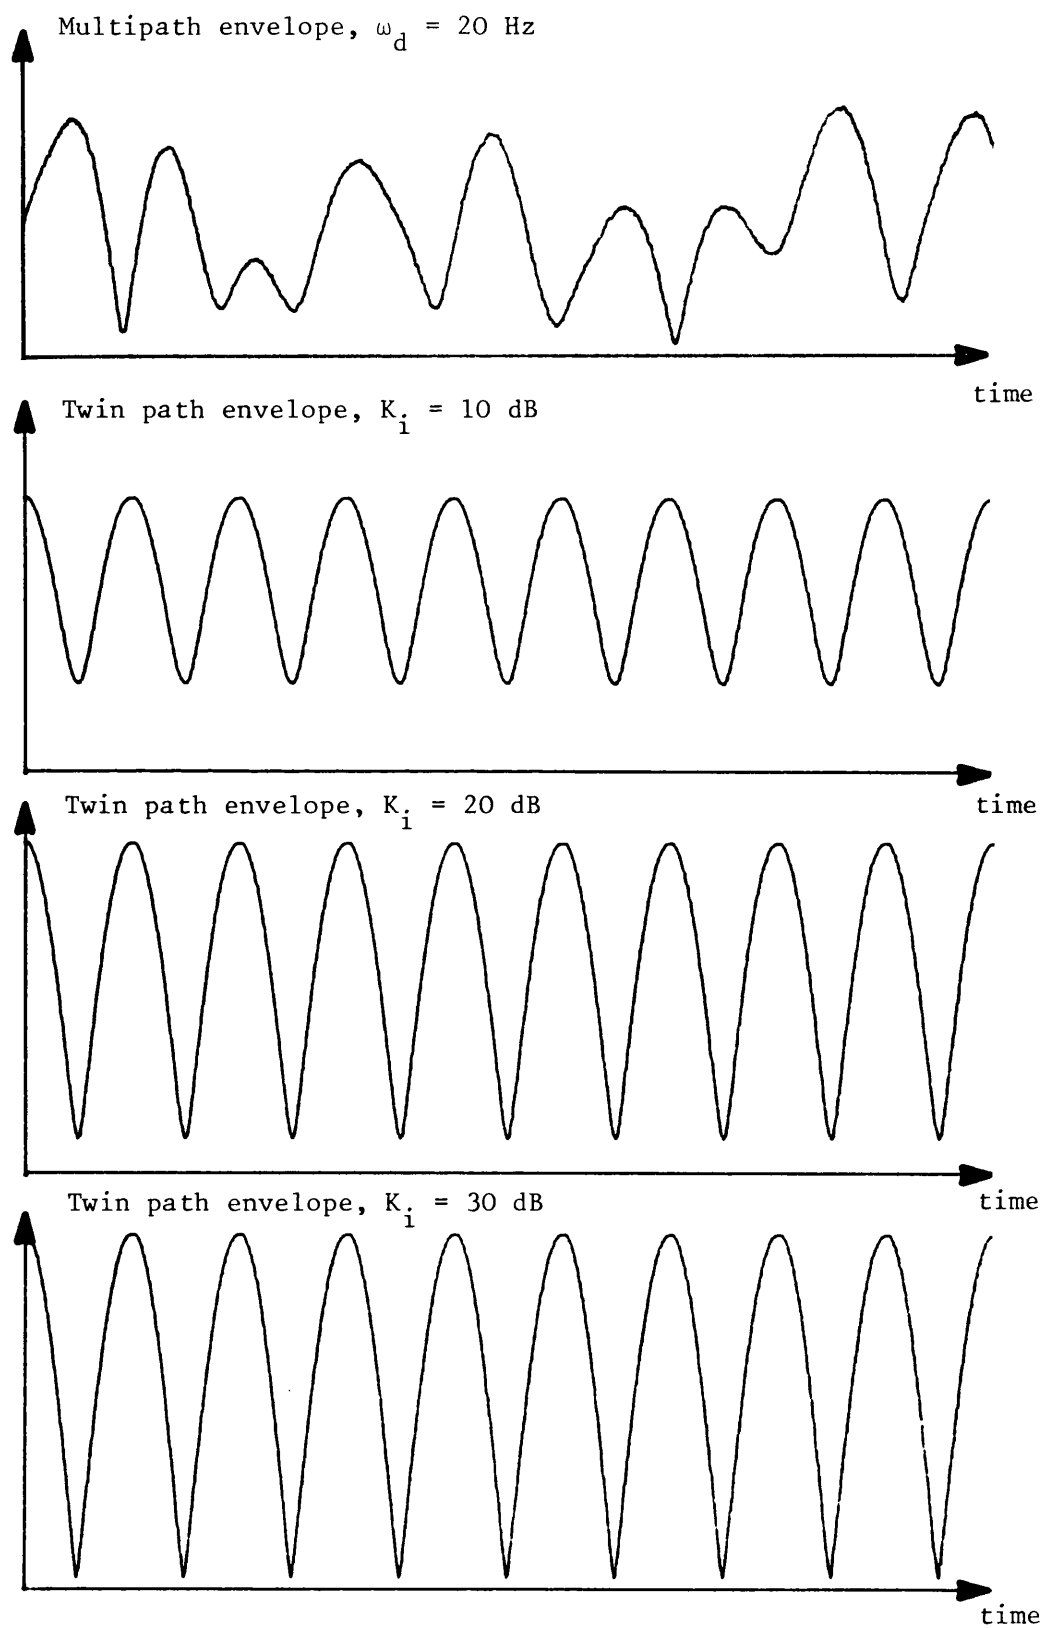 Multipath envelope, ω_d = 20 Hz
time
Twin path envelope, K_i = 10 dB
time
Twin path envelope, K_i = 20 dB
time
Twin path envelope, K_i = 30 dB
time